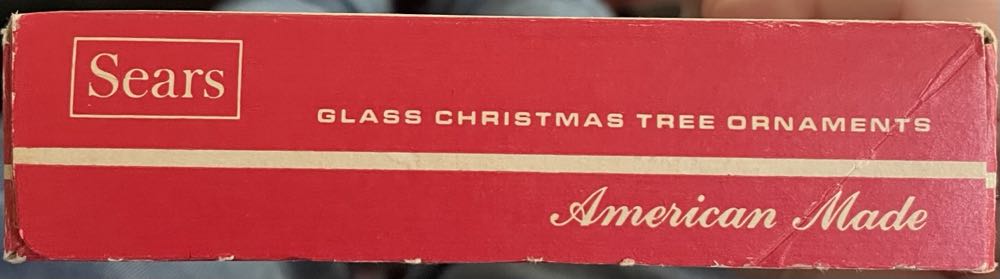 Sears
GLASS CHRISTMAS TREE ORNAMENTS
American Made